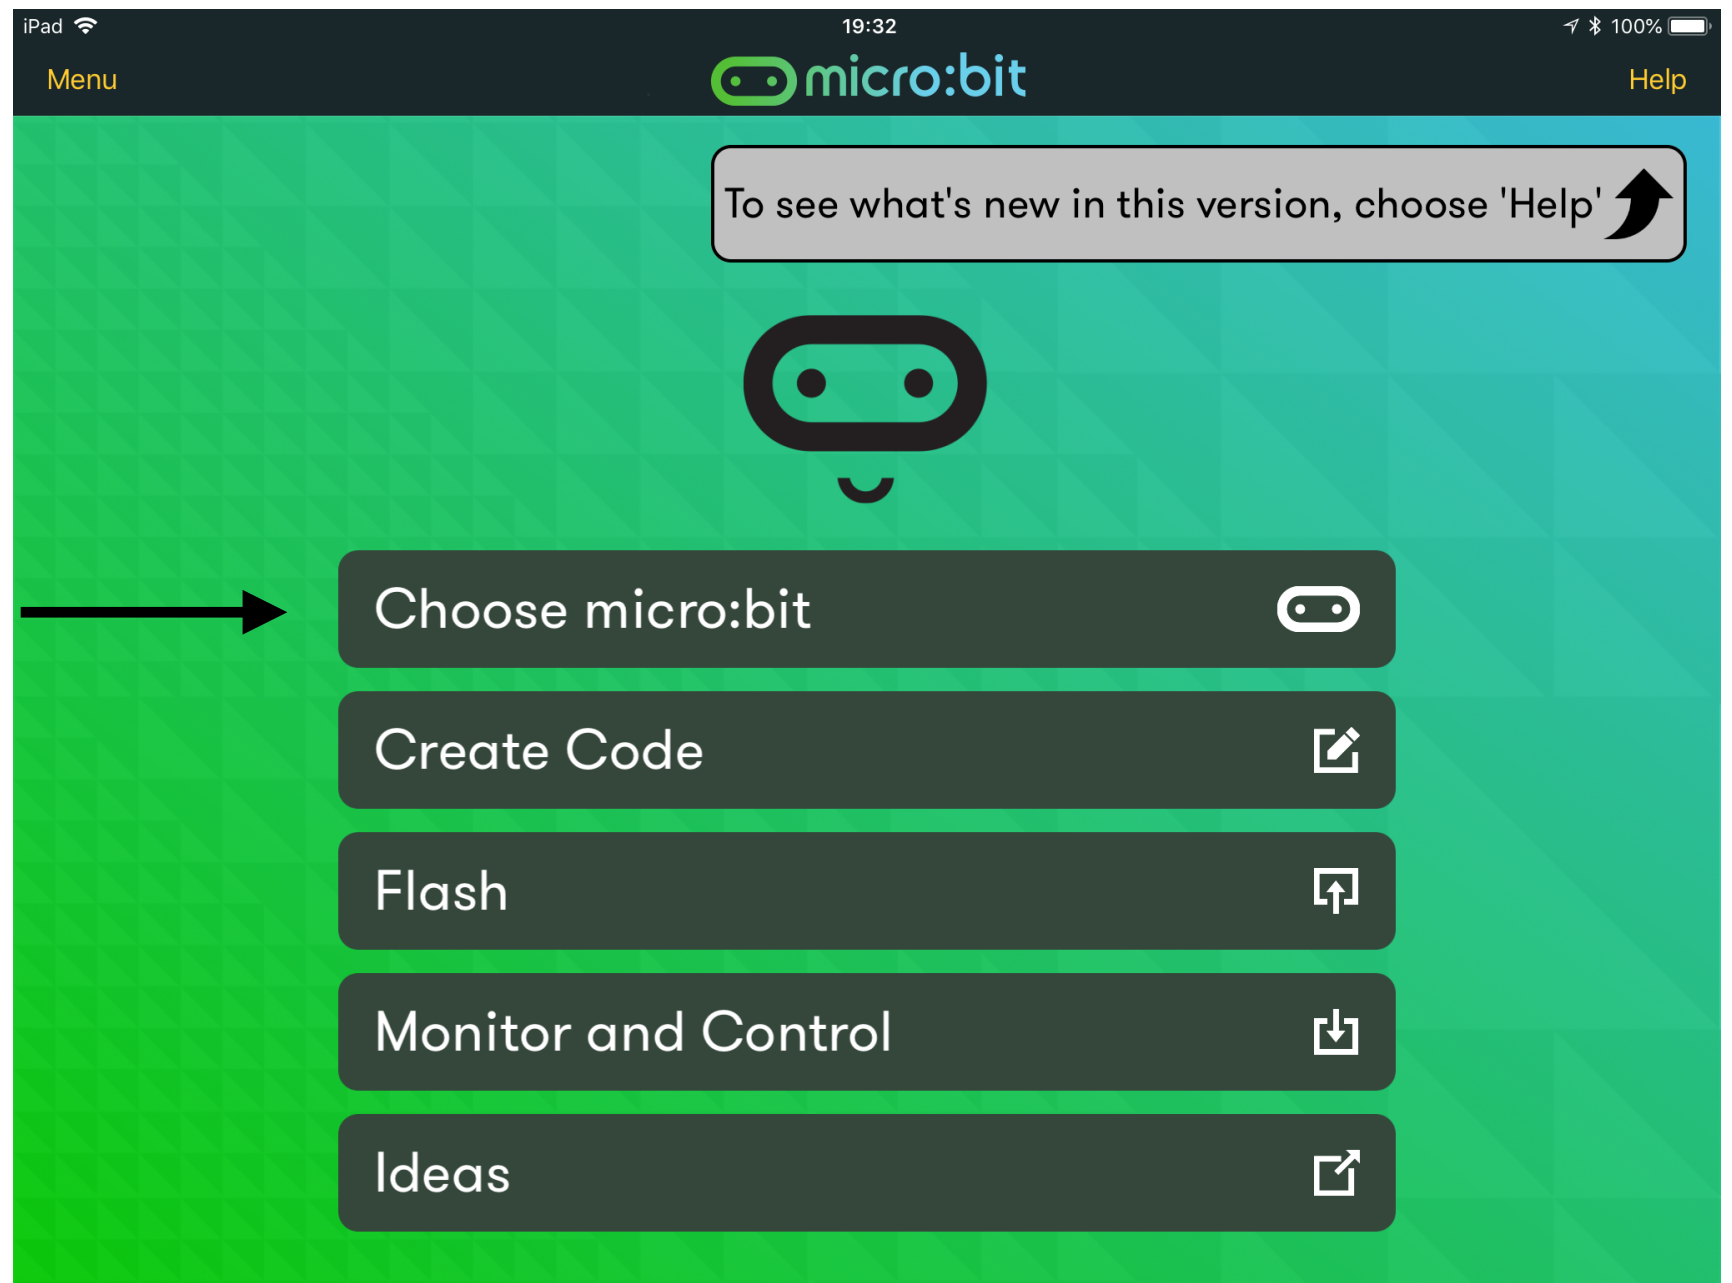 iPad 19:32 100%
Menu micro:bit Help
To see what's new in this version, choose 'Help'
Choose micro:bit
Create Code
Flash
Monitor and Control
Ideas